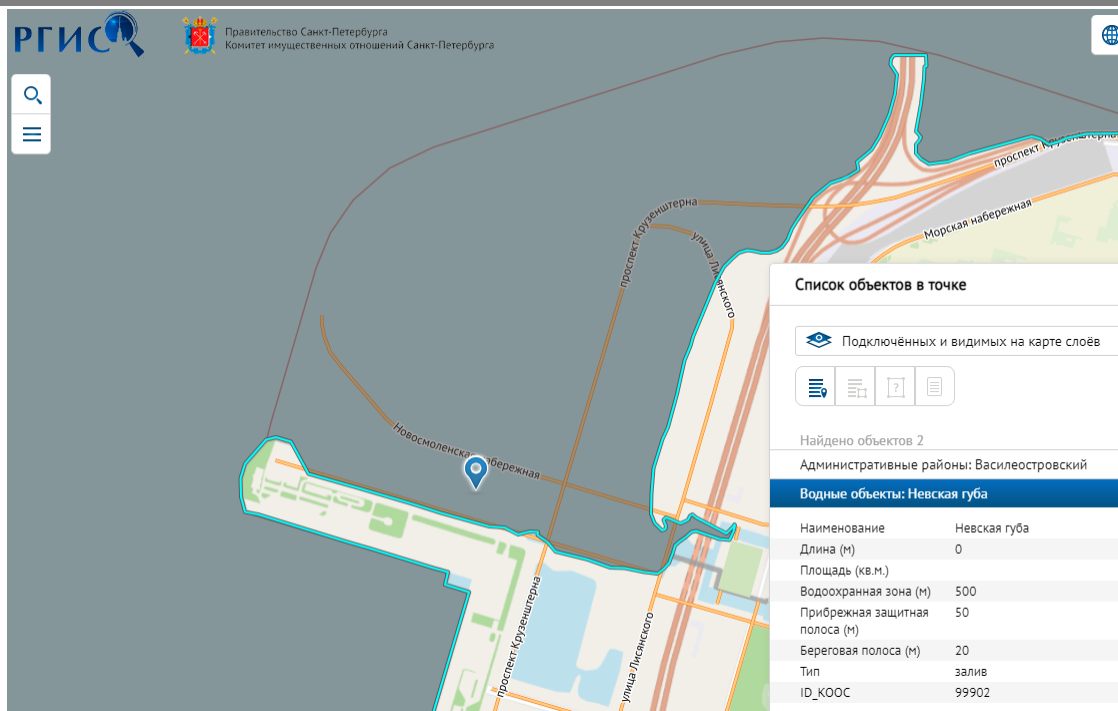 РГИС
Правительство Санкт-Петербурга
Комитет имущественных отношений Санкт-Петербурга
проспект Крузенштерна
Морская набережная
проспект Крузенштерна
улица Лисянского
Новосмоленская набережная
проспект Крузенштерна
улица Лисянского
Список объектов в точке
Подключённых и видимых на карте слоёв
?
Найдено объектов 2
Административные районы: Василеостровский
Водные объекты: Невская губа
Наименование Невская губа
Длина (м) 0
Площадь (кв.м.)
Водоохранная зона (м) 500
Прибрежная защитная 50
полоса (м)
Береговая полоса (м) 20
Тип залив
ID_KOOC 99902